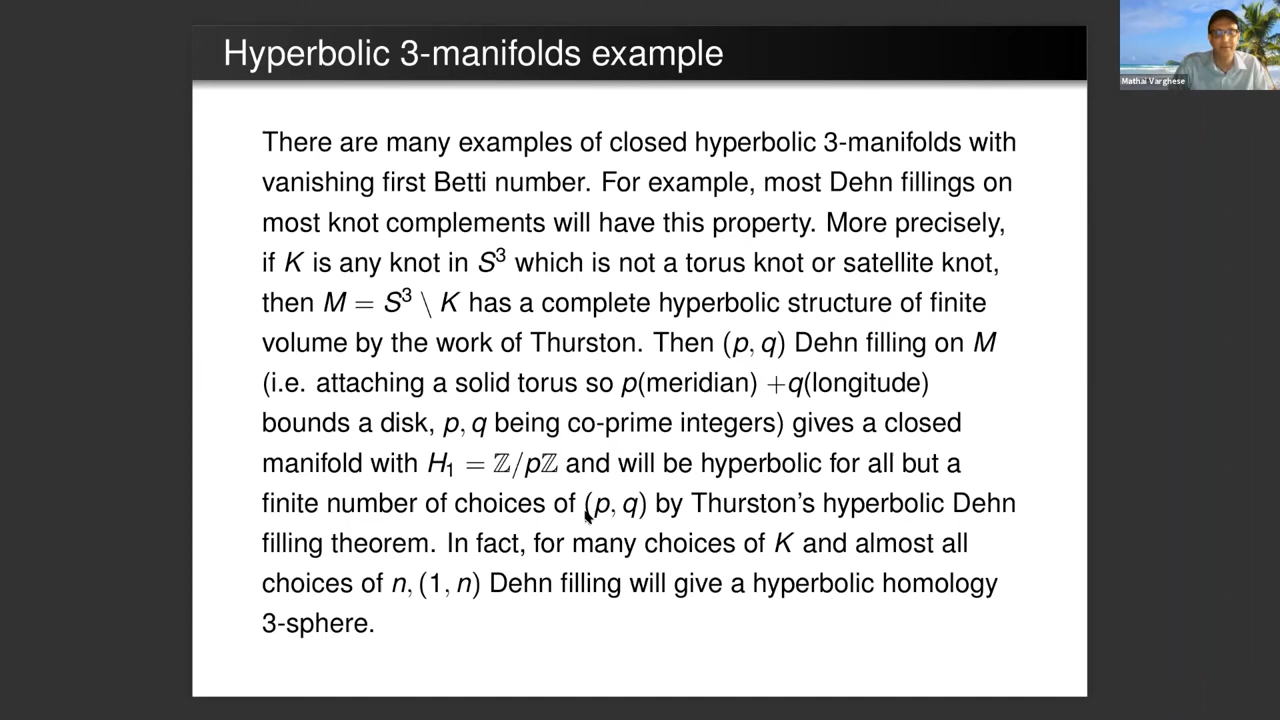 Hyperbolic 3-manifolds example
There are many examples of closed hyperbolic 3-manifolds with
vanishing first Betti number. For example, most Dehn fillings on
most knot complements will have this property. More precisely,
if K is any knot in S³ which is not a torus knot or satellite knot,
then M = S³ \ K has a complete hyperbolic structure of finite
volume by the work of Thurston. Then (p, q) Dehn filling on M
(i.e. attaching a solid torus so p(meridian) +q(longitude)
bounds a disk, p, q being co-prime integers) gives a closed
manifold with H₁ = ℤ/pℤ and will be hyperbolic for all but a
finite number of choices of (p, q) by Thurston's hyperbolic Dehn
filling theorem. In fact, for many choices of K and almost all
choices of n, (1, n) Dehn filling will give a hyperbolic homology
3-sphere.
Mathai Varghese